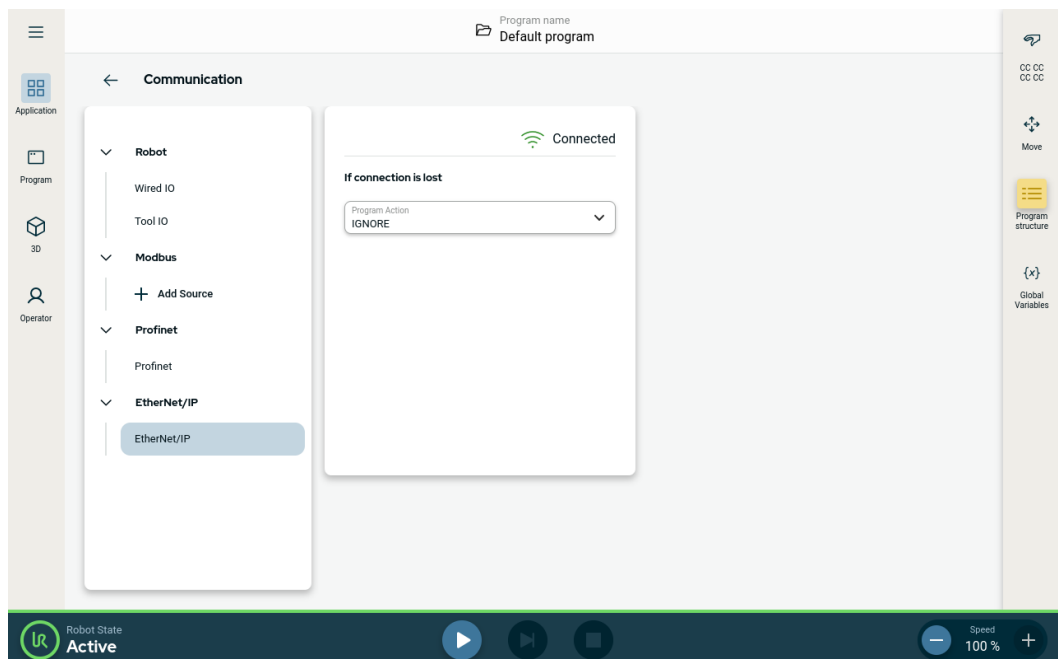 Program name
Default program
Application
Program
3D
Operator
Communication
Robot
Wired IO
Tool IO
Modbus
Add Source
Profinet
Profinet
EtherNet/IP
EtherNet/IP
Connected
If connection is lost
Program Action
IGNORE
CC CC
CC CC
Move
Program
structure
{x}
Global
Variables
UR
Robot State
Active
Speed
100 %